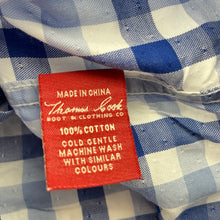 MADE IN CHINA
Thomas Cook
BOOT & CLOTHING CO
100% COTTON
COLD GENTLE
MACHINE WASH
WITH SIMILAR
COLOURS